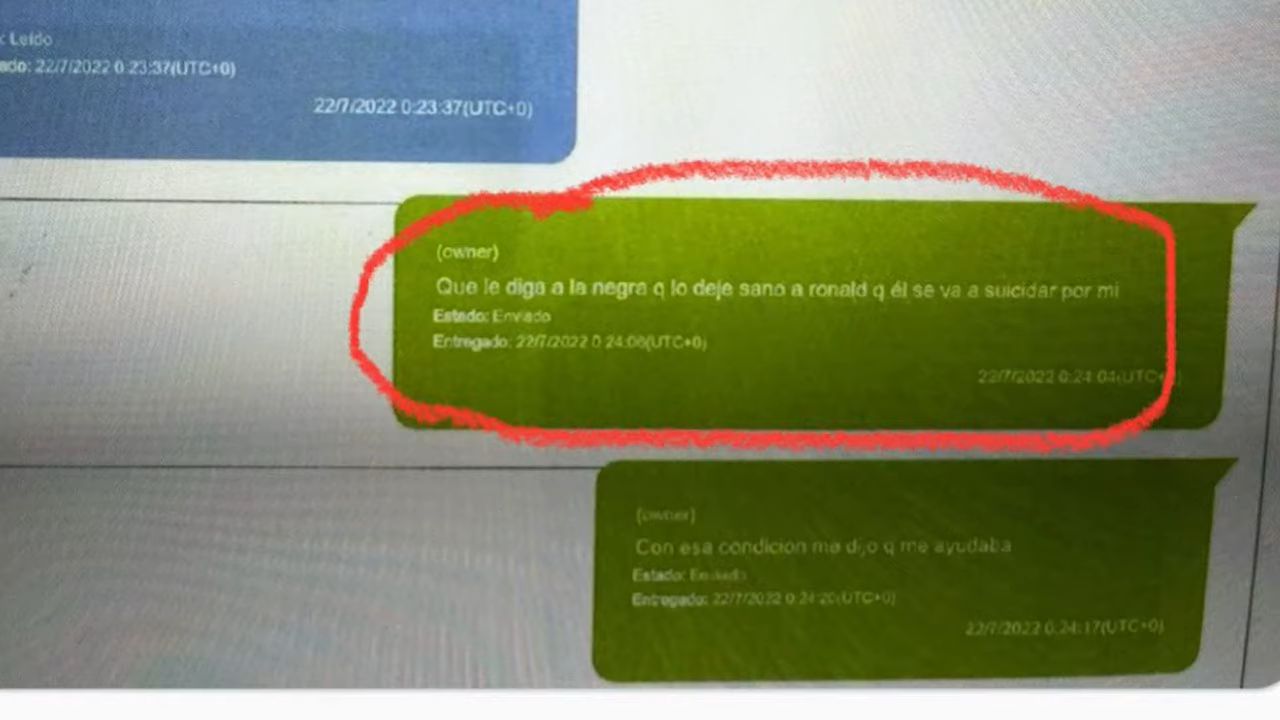 : Leído
ado: 22/7/2022 0:23:37(UTC+0)
22/7/2022 0:23:37(UTC+0)
(owner)
Que le diga a la negra q lo deje sano a ronald q él se va a suicidar por mi
Estado: Enviado
Entregado: 22/7/2022 0:24:06(UTC+0)
22/7/2022 0:24:04(UTC+0)
(owner)
Con esa condicion me dijo q me ayudaba
Estado: Enviado
Entregado: 22/7/2022 0:24:20(UTC+0)
22/7/2022 0:24:17(UTC+0)